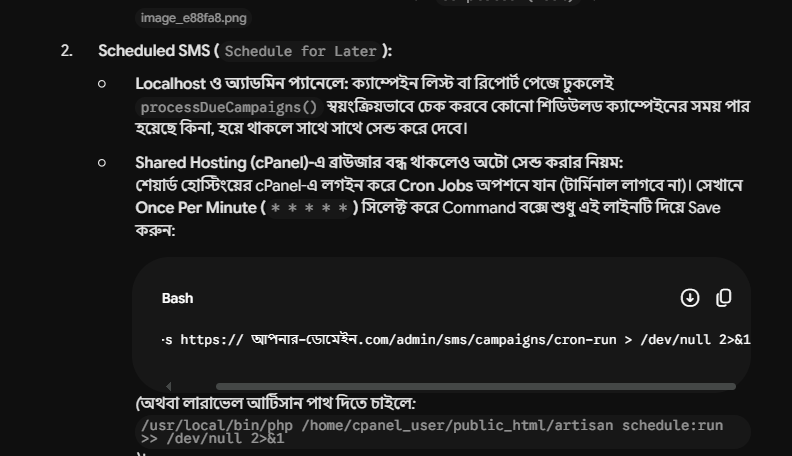 image_e88fa8.png
2. Scheduled SMS ( Schedule for Later ):
○ Localhost ও অ্যাডমিন প্যানেলে: ক্যাম্পেইন লিস্ট বা রিপোর্ট পেজে ঢুকলেই
processDueCampaigns() স্বয়ংক্রিয়ভাবে চেক করবে কোনো শিডিউলড ক্যাম্পেইনের সময় পার
হয়েছে কিনা, হয়ে থাকলে সাথে সাথে সেন্ড করে দেবে।
○ Shared Hosting (cPanel)-এ ব্রাউজার বন্ধ থাকলেও অটো সেন্ড করার নিয়ম:
শেয়ার্ড হোস্টিংয়ের cPanel-এ লগইন করে Cron Jobs অপশনে যান (টার্মিনাল লাগবে না)। সেখানে
Once Per Minute ( * * * * * ) সিলেক্ট করে Command বক্সে শুধু এই লাইনটি দিয়ে Save
করুন:
Bash
-s https:// আপনার-ডোমেইন.com/admin/sms/campaigns/cron-run > /dev/null 2>&1
(অথবা লারাভেল আর্টিসান পাথ দিতে চাইলে:
/usr/local/bin/php /home/cpanel_user/public_html/artisan schedule:run
>> /dev/null 2>&1